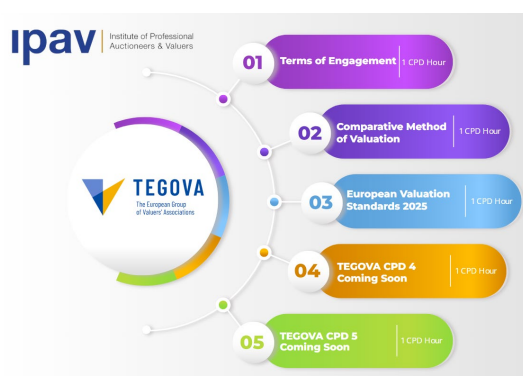 ıpav
Institute of Professional
Auctioneers & Valuers
01
Terms of Engagement
1 CPD Hour
02
Comparative Method
of Valuation
1 CPD Hour
TEGOVA
The European Group
of Valuers' Associations
03
European Valuation
Standards 2025
1 CPD Hour
04
TEGOVA CPD 4
Coming Soon
1 CPD Hour
05
TEGOVA CPD 5
Coming Soon
1 CPD Hour